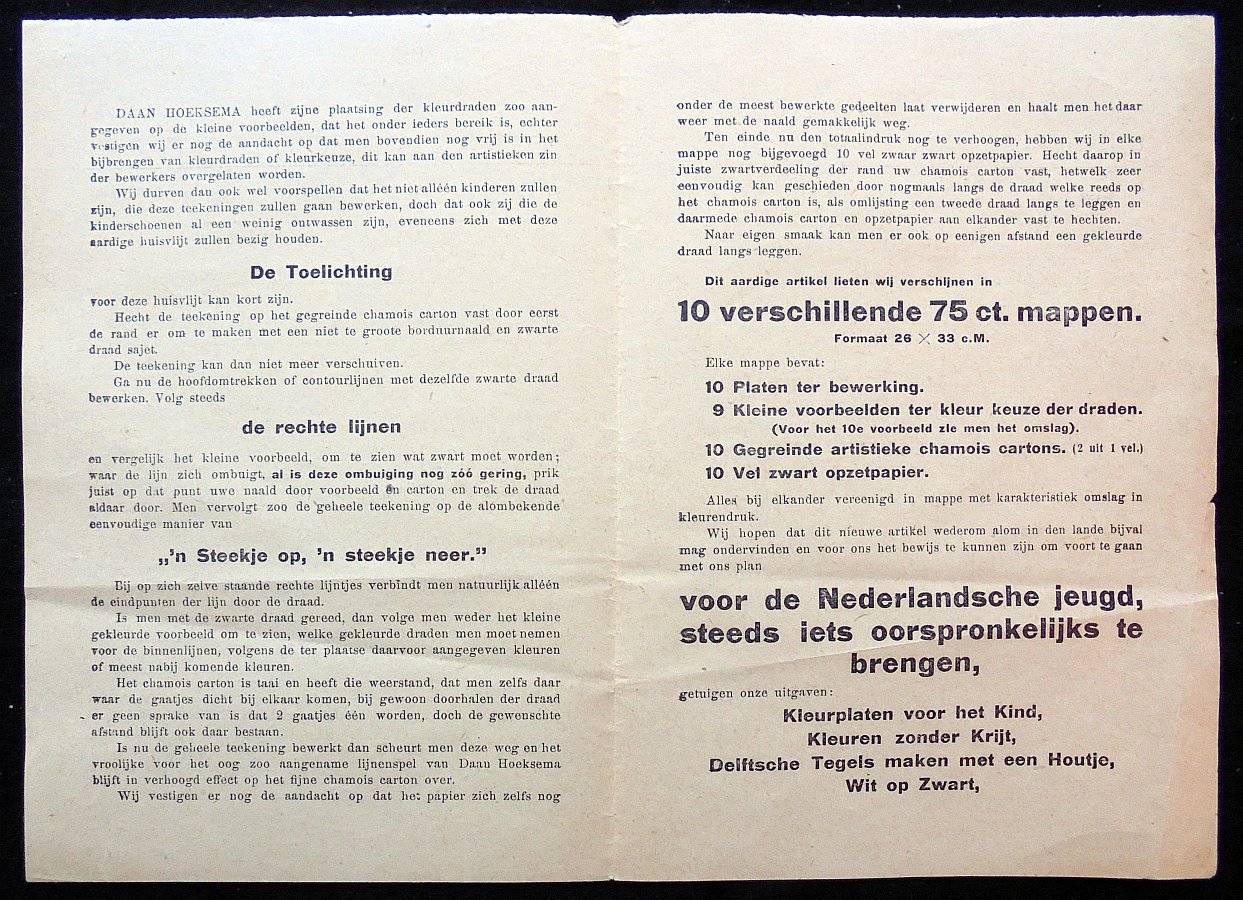 DAAN HOEKSEMA heeft zijne plaatsing der kleurdraden zoo aan-
gegeven op de kleine voorbeelden, dat het onder ieders bereik is, echter
vestigen wij er nog de aandacht op dat men bovendien nog vrij is in het
bijbrengen van kleurdraden of kleurkeuze, dit kan aan den artistieken zin
der bewerkers overgelaten worden.
Wij durven dan ook wel voorspellen dat het niet alléén kinderen zullen
zijn, die deze teekeningen zullen gaan bewerken, doch dat ook zij die de
kinderschoenen al een weinig ontwassen zijn, eveneens zich met deze
aardige huisvlijt zullen bezig houden.
De Toelichting
voor deze huisvlijt kan kort zijn.
Hecht de teekening op het gegreinde chamois carton vast door eerst
de rand er om te maken met een niet te groote borduurnaald en zwarte
draad sajet.
De teekening kan dan niet meer verschuiven.
Ga nu de hoofdomtrekken of contourlijnen met dezelfde zwarte draad
bewerken. Volg steeds
de rechte lijnen
en vergelijk het kleine voorbeeld, om te zien wat zwart moet worden;
waar de lijn zich ombuigt, al is deze ombuiging nog zóó gering, prik
juist op dat punt uwe naald door voorbeeld èn carton en trek de draad
aldaar door. Men vervolgt zoo de geheele teekening op de alombekende
eenvoudige manier van
„'n Steekje op, 'n steekje neer.”
Bij op zich zelve staande rechte lijntjes verbindt men natuurlijk alléén
de eindpunten der lijn door de draad.
Is men met de zwarte draad gereed, dan volge men weder het kleine
gekleurde voorbeeld om te zien, welke gekleurde draden men moet nemen
voor de binnenlijnen, volgens de ter plaatse daarvoor aangegeven kleuren
of meest nabij komende kleuren.
Het chamois carton is taai en heeft die weerstand, dat men zelfs daar
waar de gaatjes dicht bij elkaar komen, bij gewoon doorhalen der draad
er geen sprake van is dat 2 gaatjes één worden, doch de gewenschte
afstand blijft ook daar bestaan.
Is nu de geheele teekening bewerkt dan scheurt men deze weg en het
vroolijke voor het oog zoo aangename lijnenspel van Daan Hoeksema
blijft in verhoogd effect op het fijne chamois carton over.
Wij vestigen er nog de aandacht op dat het papier zich zelfs nog
onder de meest bewerkte gedeelten laat verwijderen en haalt men het daar
weer met de naald gemakkelijk weg.
Ten einde nu den totaalindruk nog te verhoogen, hebben wij in elke
mappe nog bijgevoegd 10 vel zwaar zwart opzetpapier. Hecht daarop in
juiste zwartverdeeling der rand uw chamois carton vast, hetwelk zeer
eenvoudig kan geschieden door nogmaals langs de draad welke reeds op
het chamois carton is, als omlijsting een tweede draad langs te leggen en
daarmede chamois carton en opzetpapier aan elkander vast te hechten.
Naar eigen smaak kan men er ook op eenigen afstand een gekleurde
draad langs leggen.
Dit aardige artikel lieten wij verschijnen in
10 verschillende 75 ct. mappen.
Formaat 26 × 33 c.M.
Elke mappe bevat:
10 Platen ter bewerking.
9 Kleine voorbeelden ter kleur keuze der draden.
(Voor het 10e voorbeeld zie men het omslag).
10 Gegreinde artistieke chamois cartons. (2 uit 1 vel.)
10 Vel zwart opzetpapier.
Alles bij elkander vereenigd in mappe met karakteristiek omslag in
kleurendruk.
Wij hopen dat dit nieuwe artikel wederom alom in den lande bijval
mag ondervinden en voor ons het bewijs te kunnen zijn om voort te gaan
met ons plan
voor de Nederlandsche jeugd,
steeds iets oorspronkelijks te
brengen,
getuigen onze uitgaven:
Kleurplaten voor het Kind,
Kleuren zonder Krijt,
Delftsche Tegels maken met een Houtje,
Wit op Zwart,